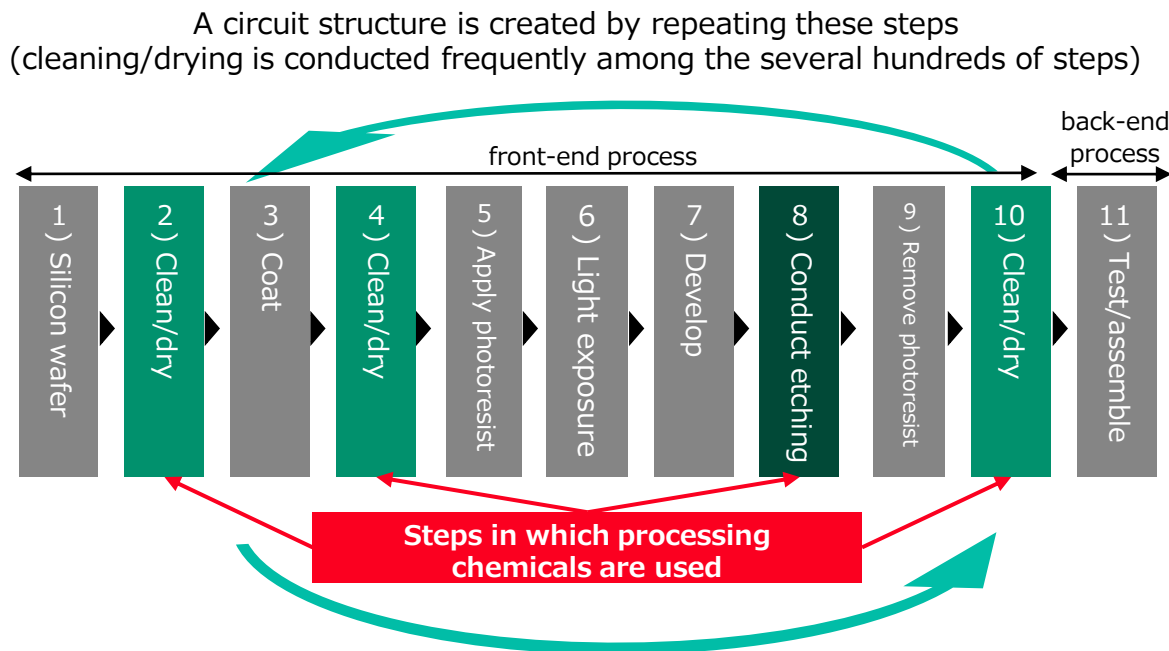 A circuit structure is created by repeating these steps
(cleaning/drying is conducted frequently among the several hundreds of steps)
front-end process
back-end
process
1) Silicon wafer
2) Clean/dry
3) Coat
4) Clean/dry
5) Apply photoresist
6) Light exposure
7) Develop
8) Conduct etching
9) Remove photoresist
10) Clean/dry
11) Test/assemble
Steps in which processing
chemicals are used